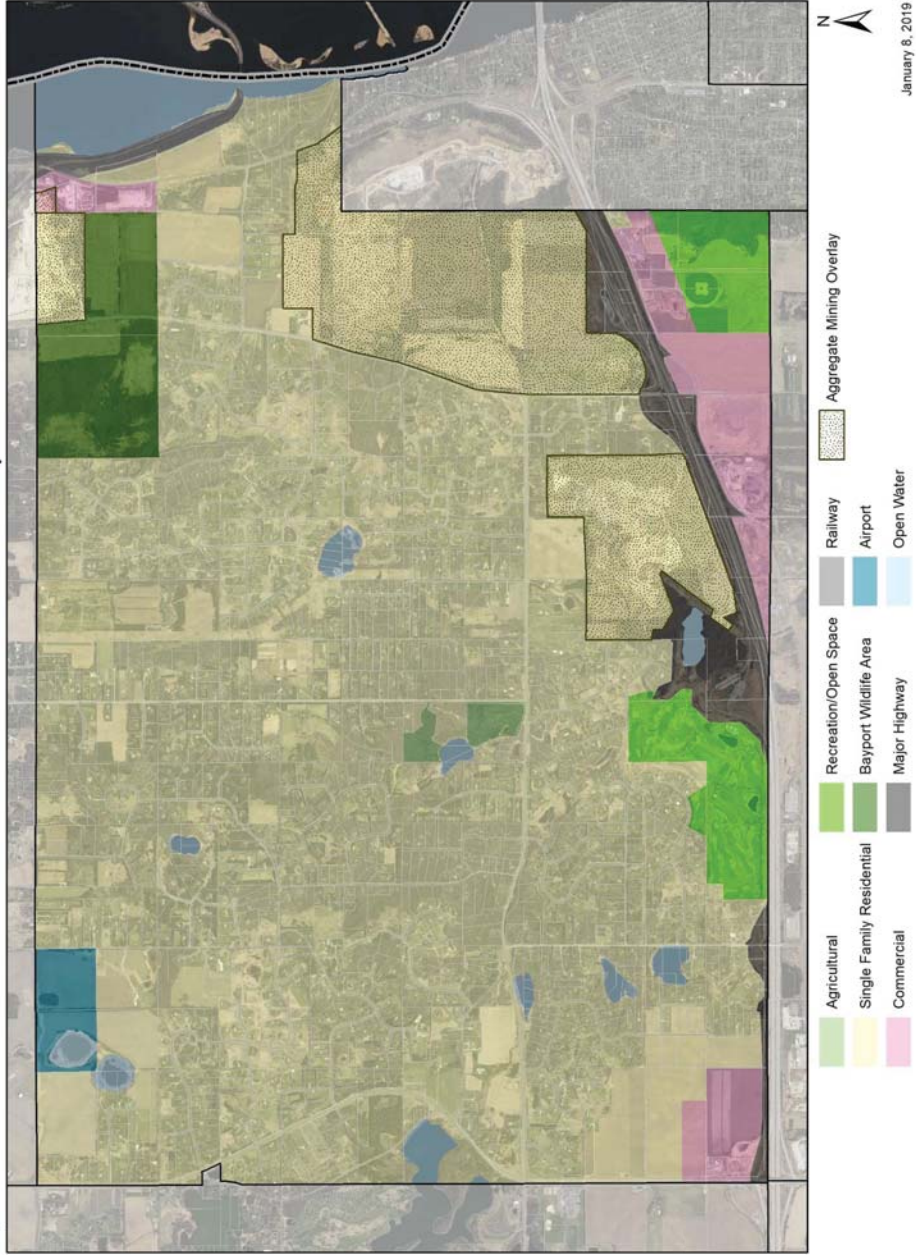 N
Agricultural
Single Family Residential
Commercial
Recreation/Open Space
Bayport Wildlife Area
Major Highway
Railway
Airport
Open Water
Aggregate Mining Overlay
January 8, 2019